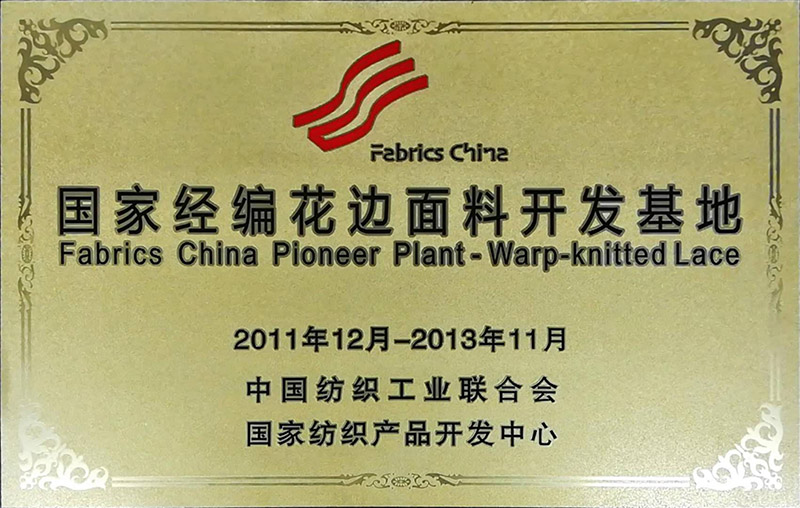 Fabrics China
国家经编花边面料开发基地
Fabrics China Pioneer Plant - Warp-knitted Lace
2011年12月-2013年11月
中国纺织工业联合会
国家纺织产品开发中心